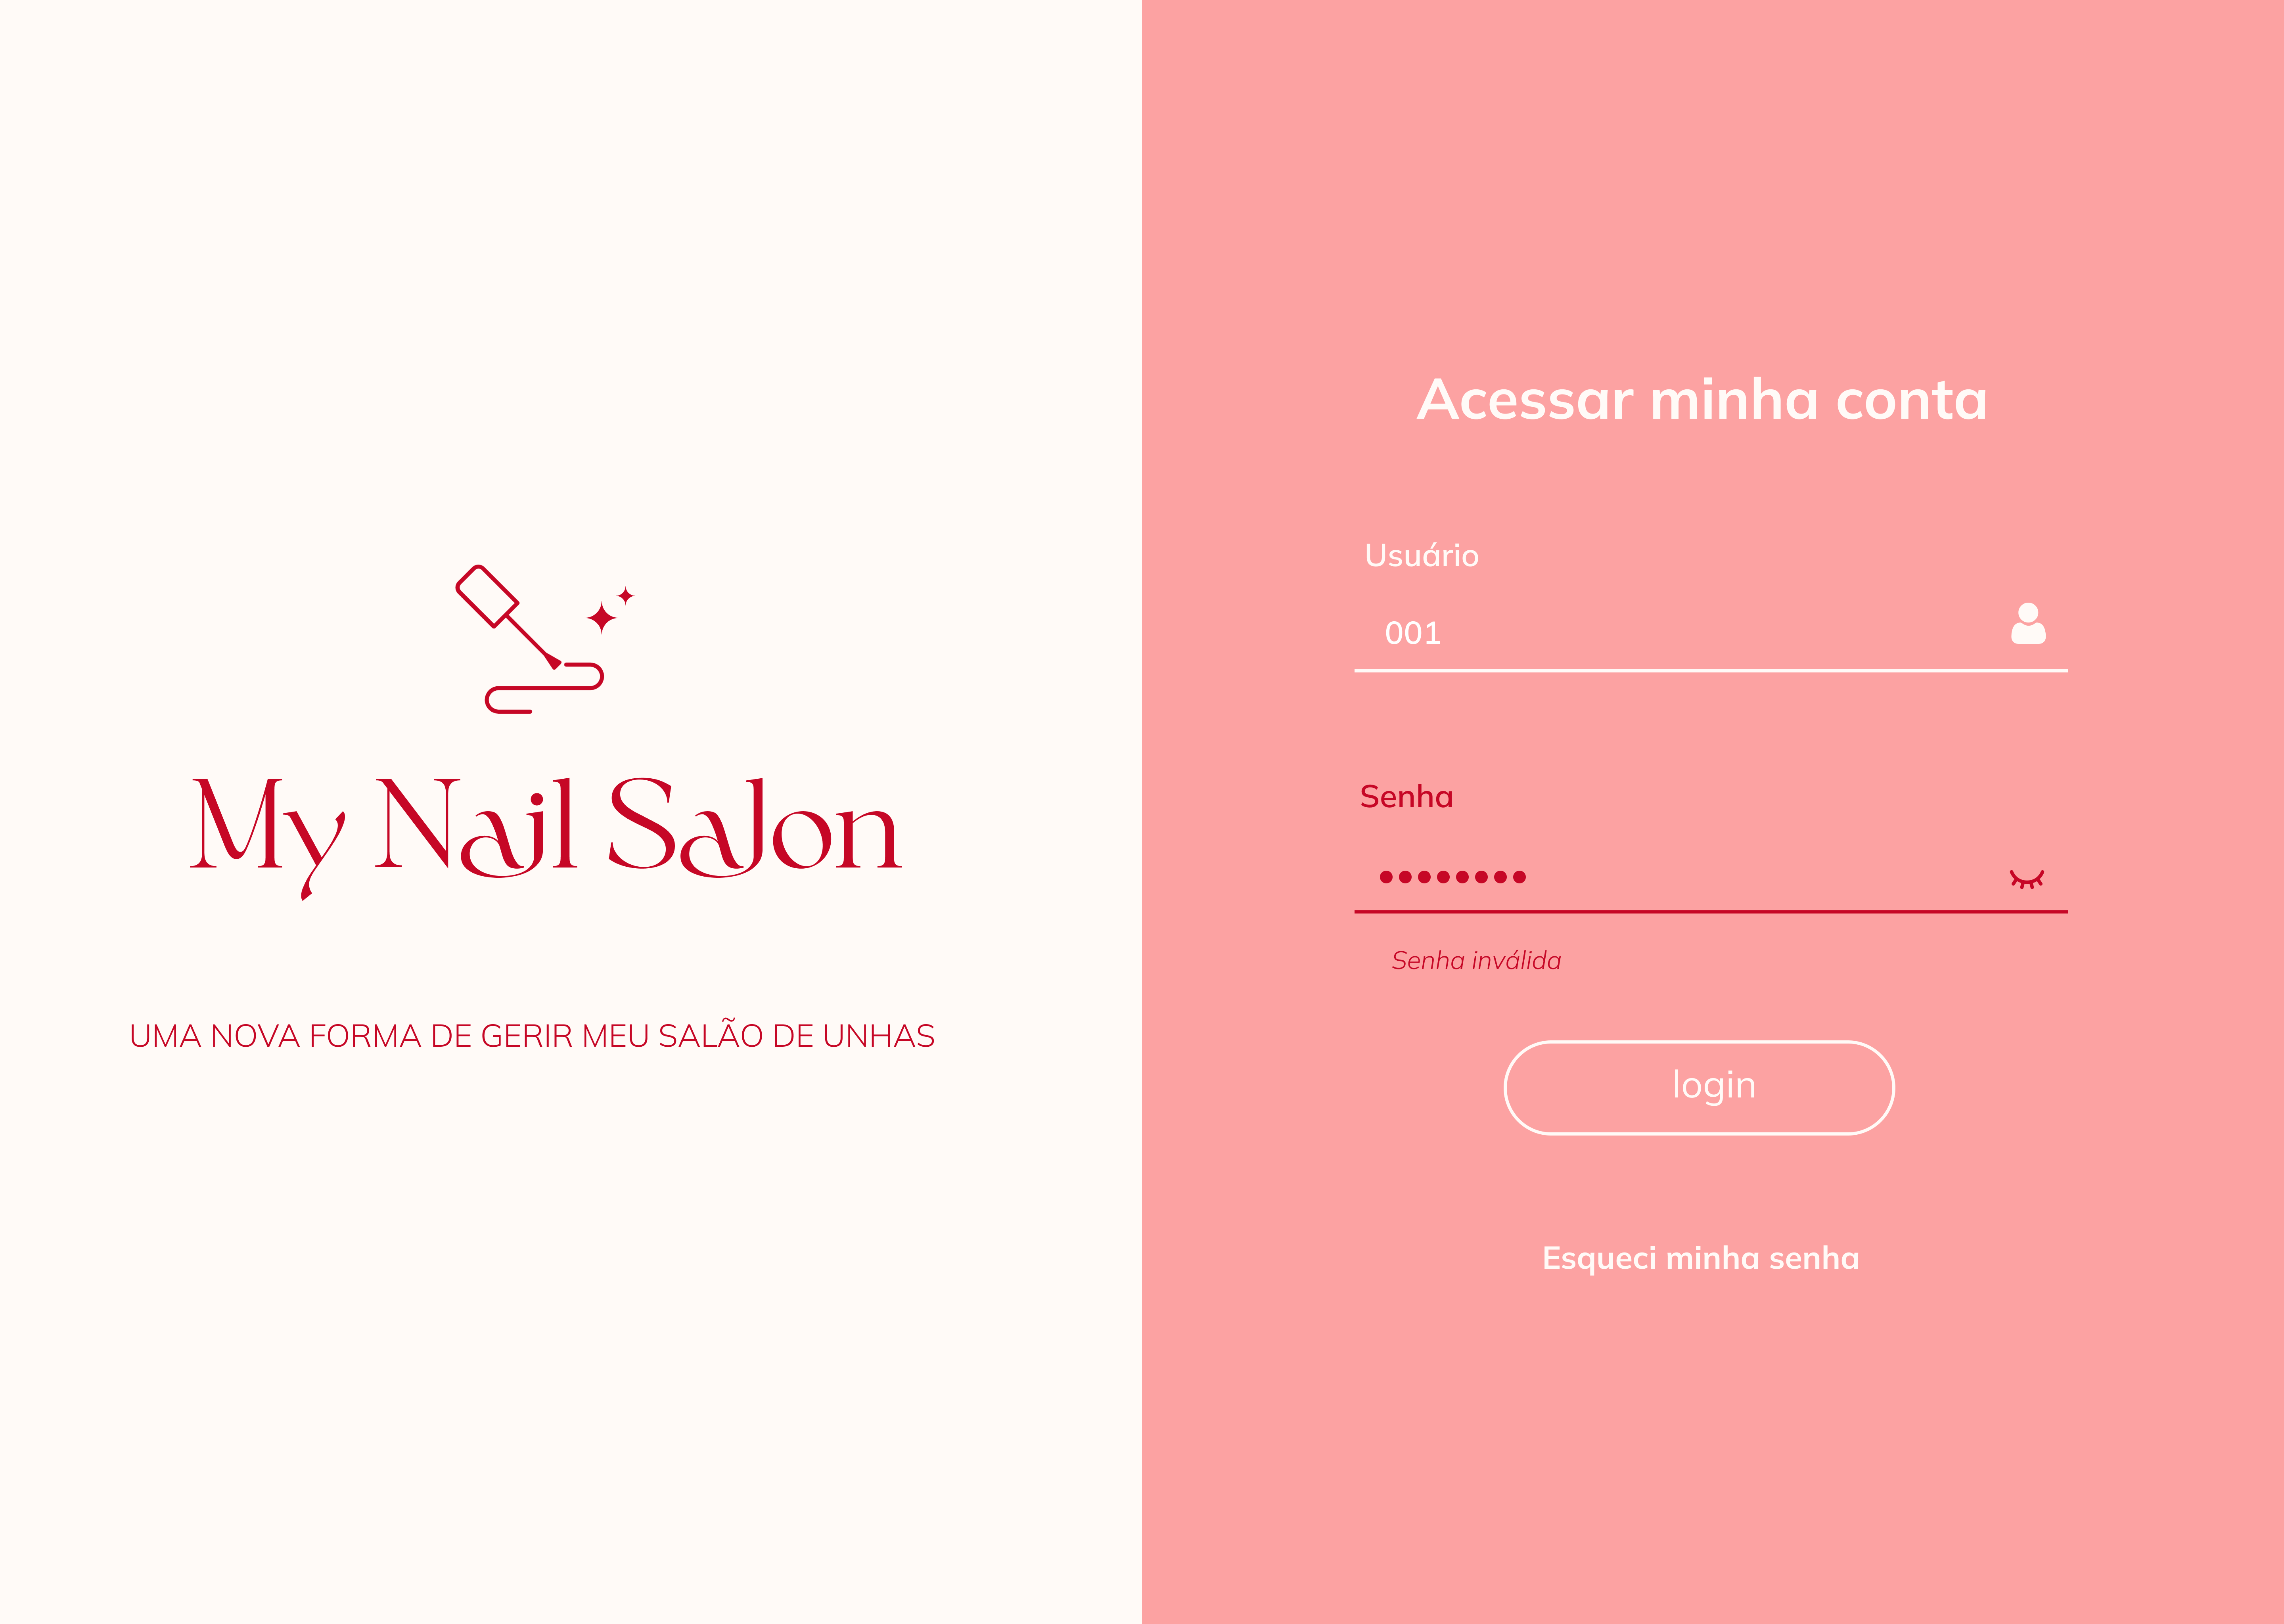 My Nail Salon
UMA NOVA FORMA DE GERIR MEU SALÃO DE UNHAS
Acessar minha conta
Usuário
001
Senha
••••••••
Senha inválida
login
Esqueci minha senha